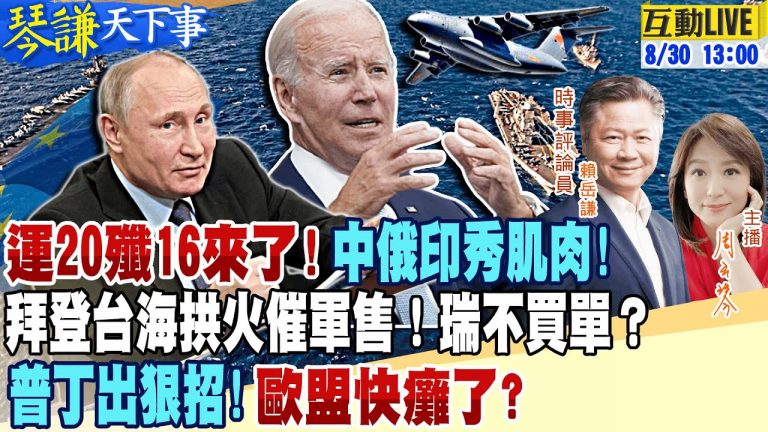 琴謙天下事
互動LIVE
8/30 13:00
時事評論員
賴岳謙
主播
運20殲16來了!中俄印秀肌肉!
拜登台海拱火催軍售!瑞不買單?
普丁出狠招!歐盟快癱了?